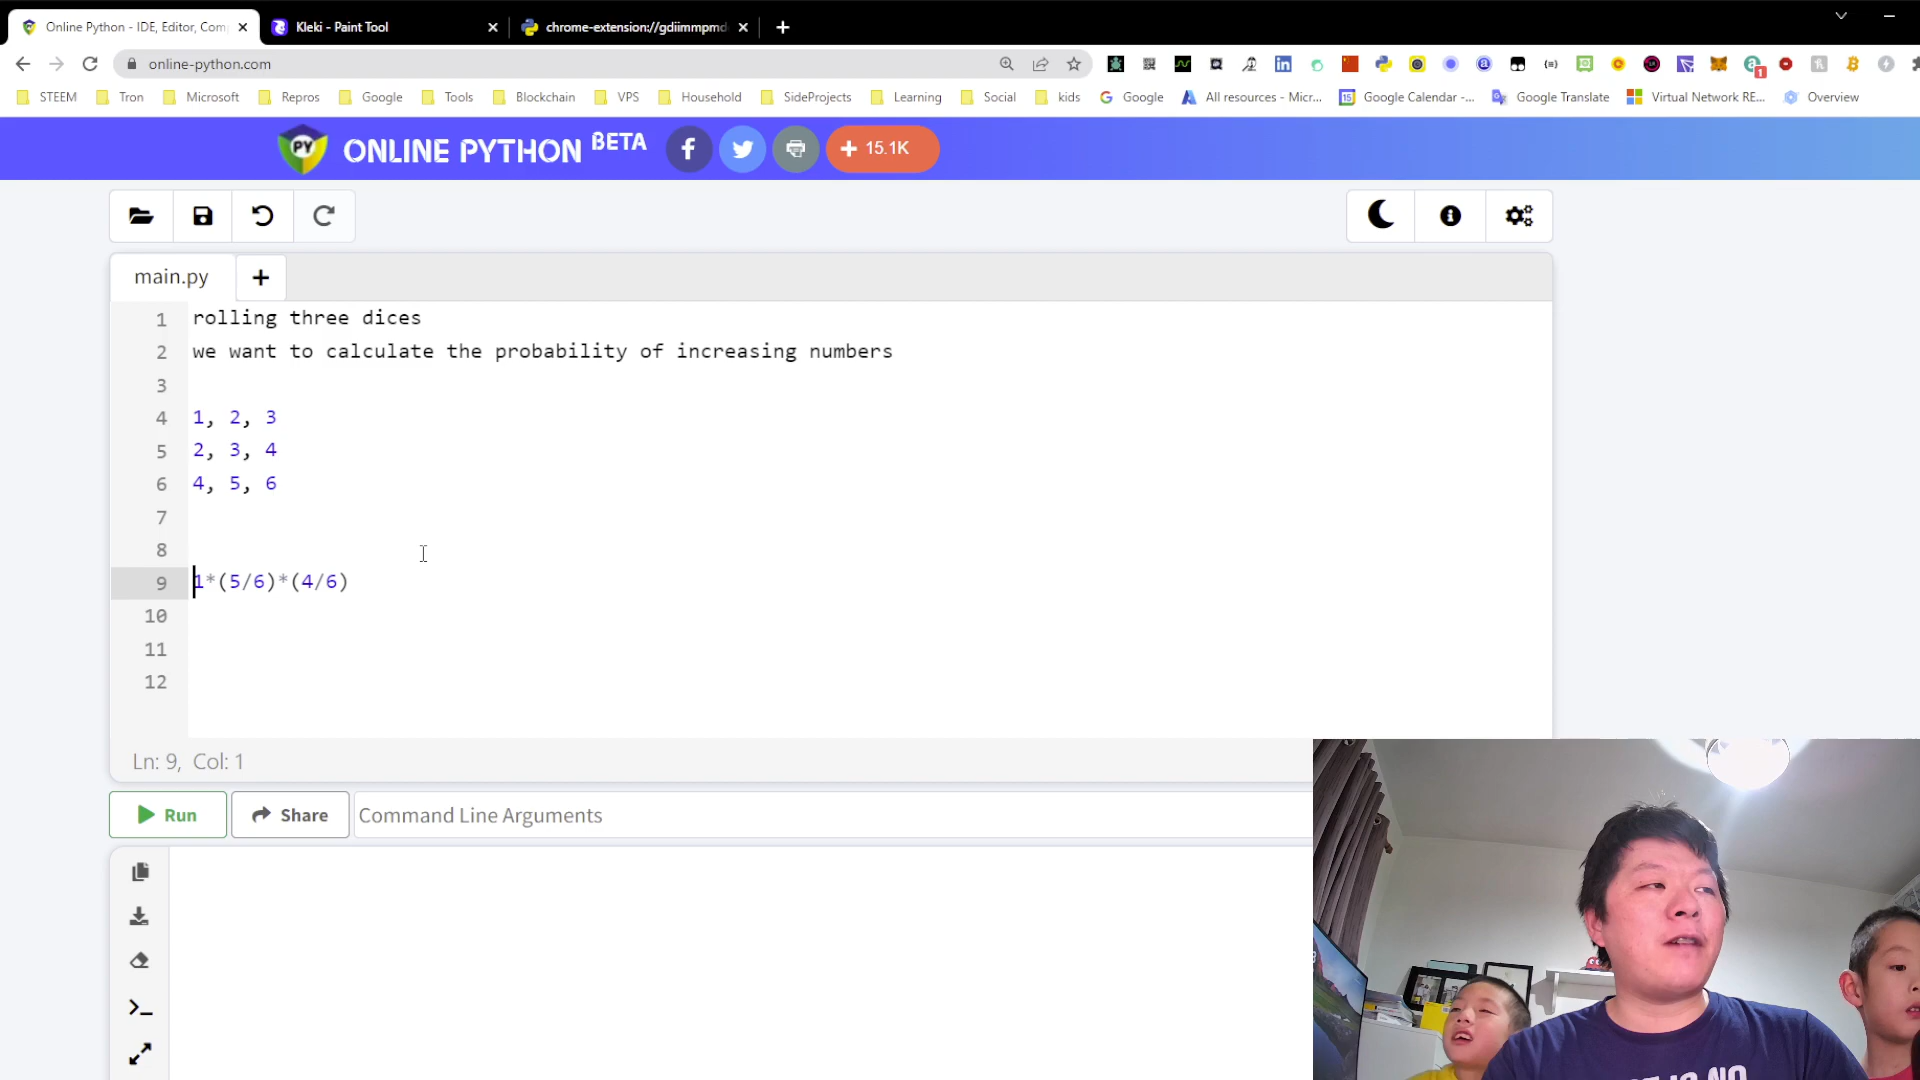 Online Python - IDE, Editor, Com
Kleki - Paint Tool
chrome-extension://gdiimmpmd
online-python.com
STEEM
Tron
Microsoft
Repros
Google
Tools
Blockchain
VPS
Household
SideProjects
Learning
Social
kids
Google
All resources - Micr...
Google Calendar -...
Google Translate
Virtual Network RE...
Overview
PY
ONLINE PYTHON BETA
15.1K
main.py
1 rolling three dices
2 we want to calculate the probability of increasing numbers
3
4 1, 2, 3
5 2, 3, 4
6 4, 5, 6
7
8
9 1*(5/6)*(4/6)
10
11
12
Ln: 9, Col: 1
Run
Share
Command Line Arguments